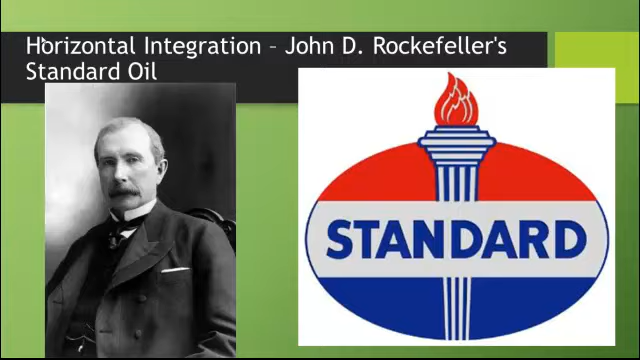 Horizontal Integration – John D. Rockefeller's
Standard Oil
STANDARD